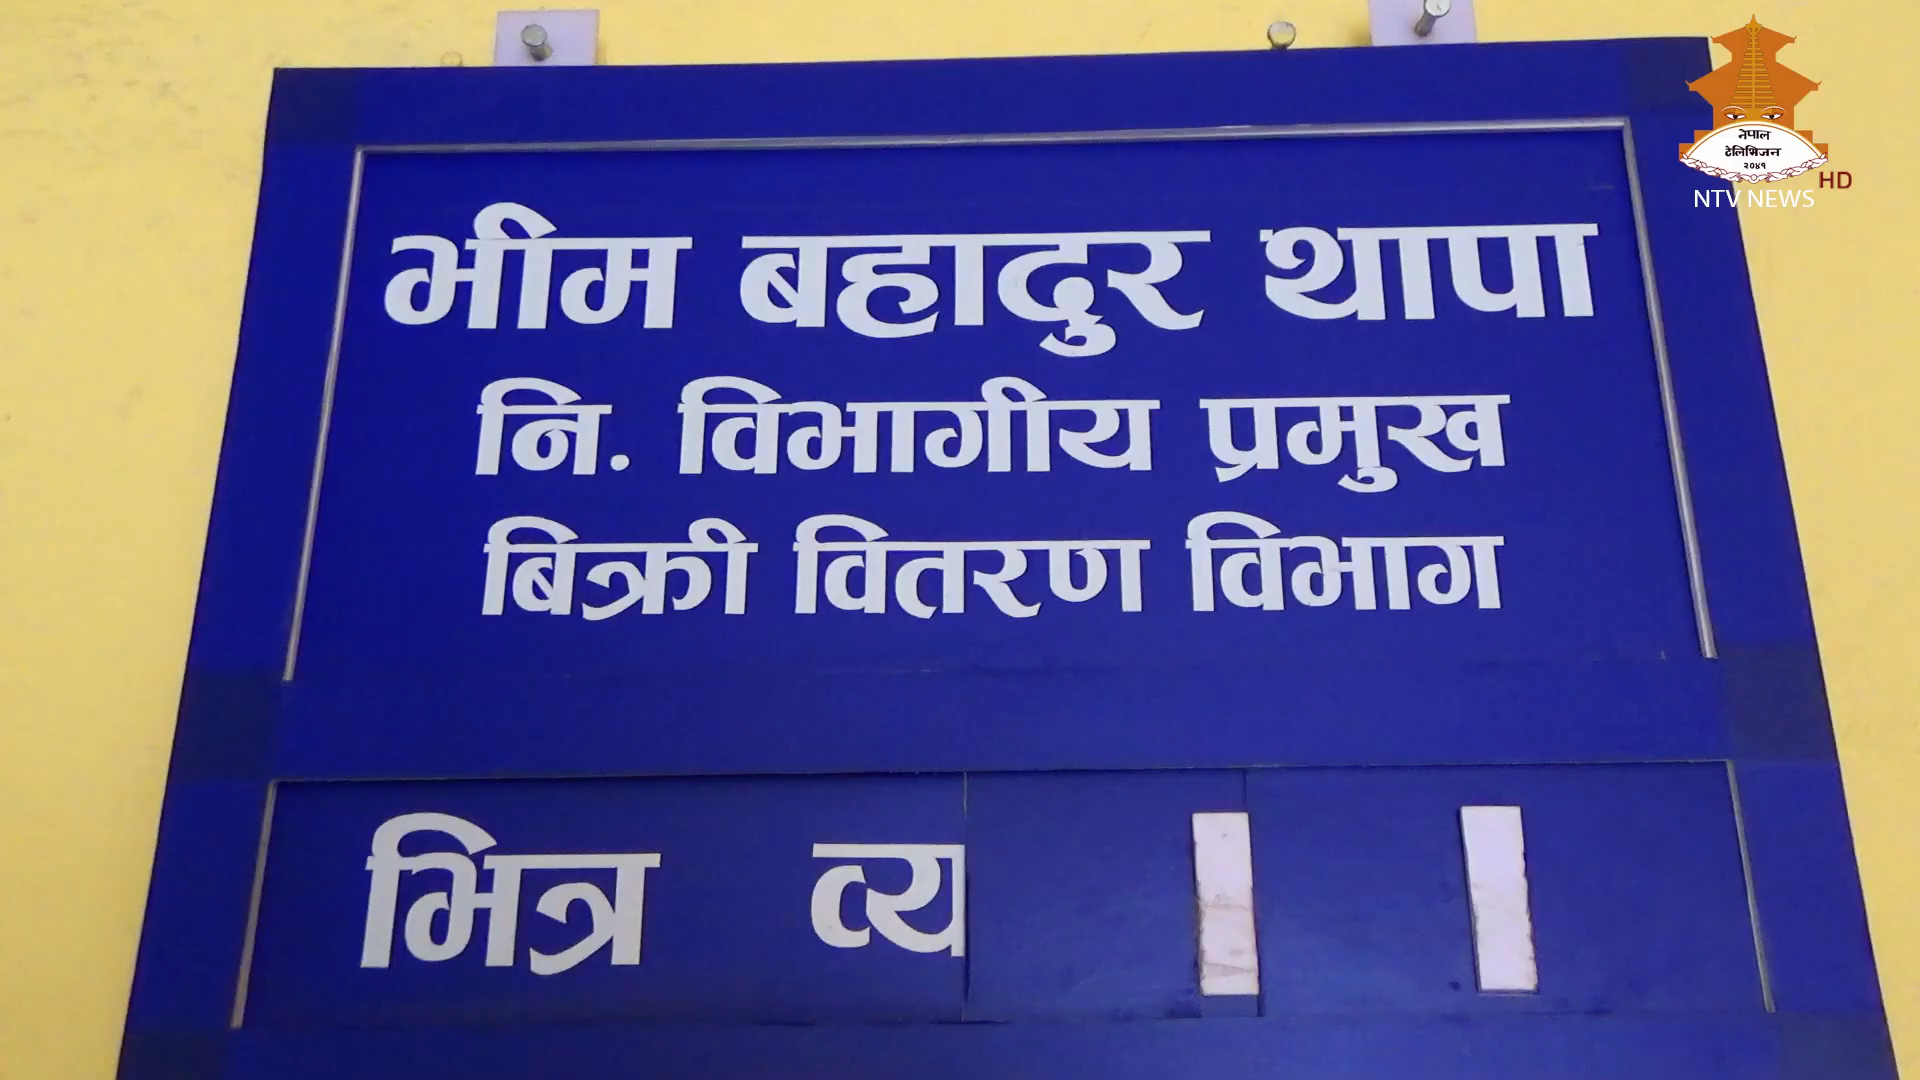 भीम बहादुर थापा
नि. विभागीय प्रमुख
बिक्री वितरण विभाग
भित्र
नेपाल
टेलिभिजन
२०४१
HD
NTV NEWS